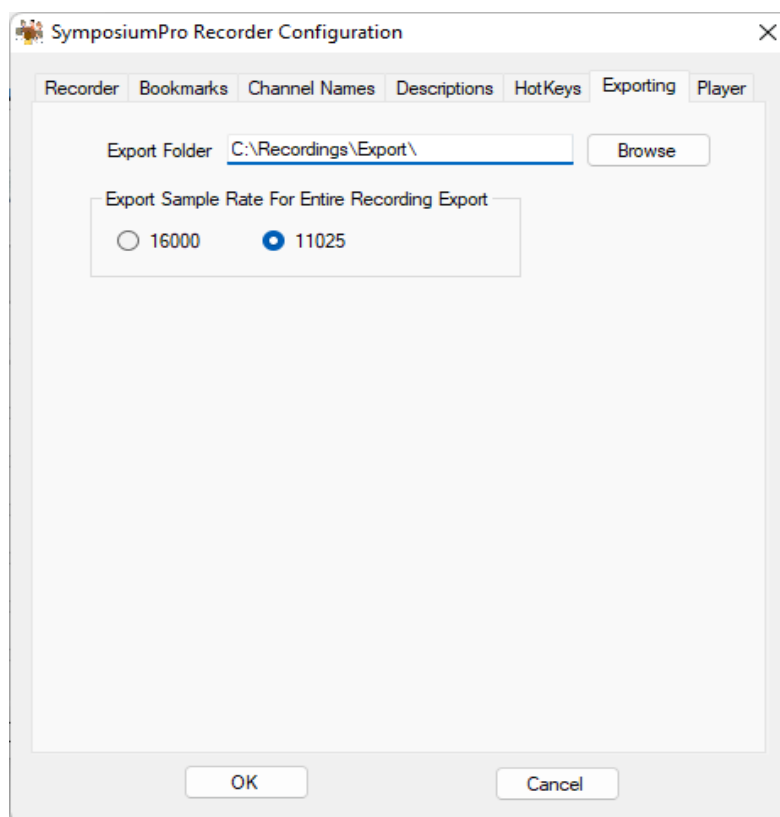 SymposiumPro Recorder Configuration
Recorder Bookmarks Channel Names Descriptions HotKeys Exporting Player
Export Folder C:\Recordings\Export\ Browse
Export Sample Rate For Entire Recording Export
16000 11025
OK Cancel